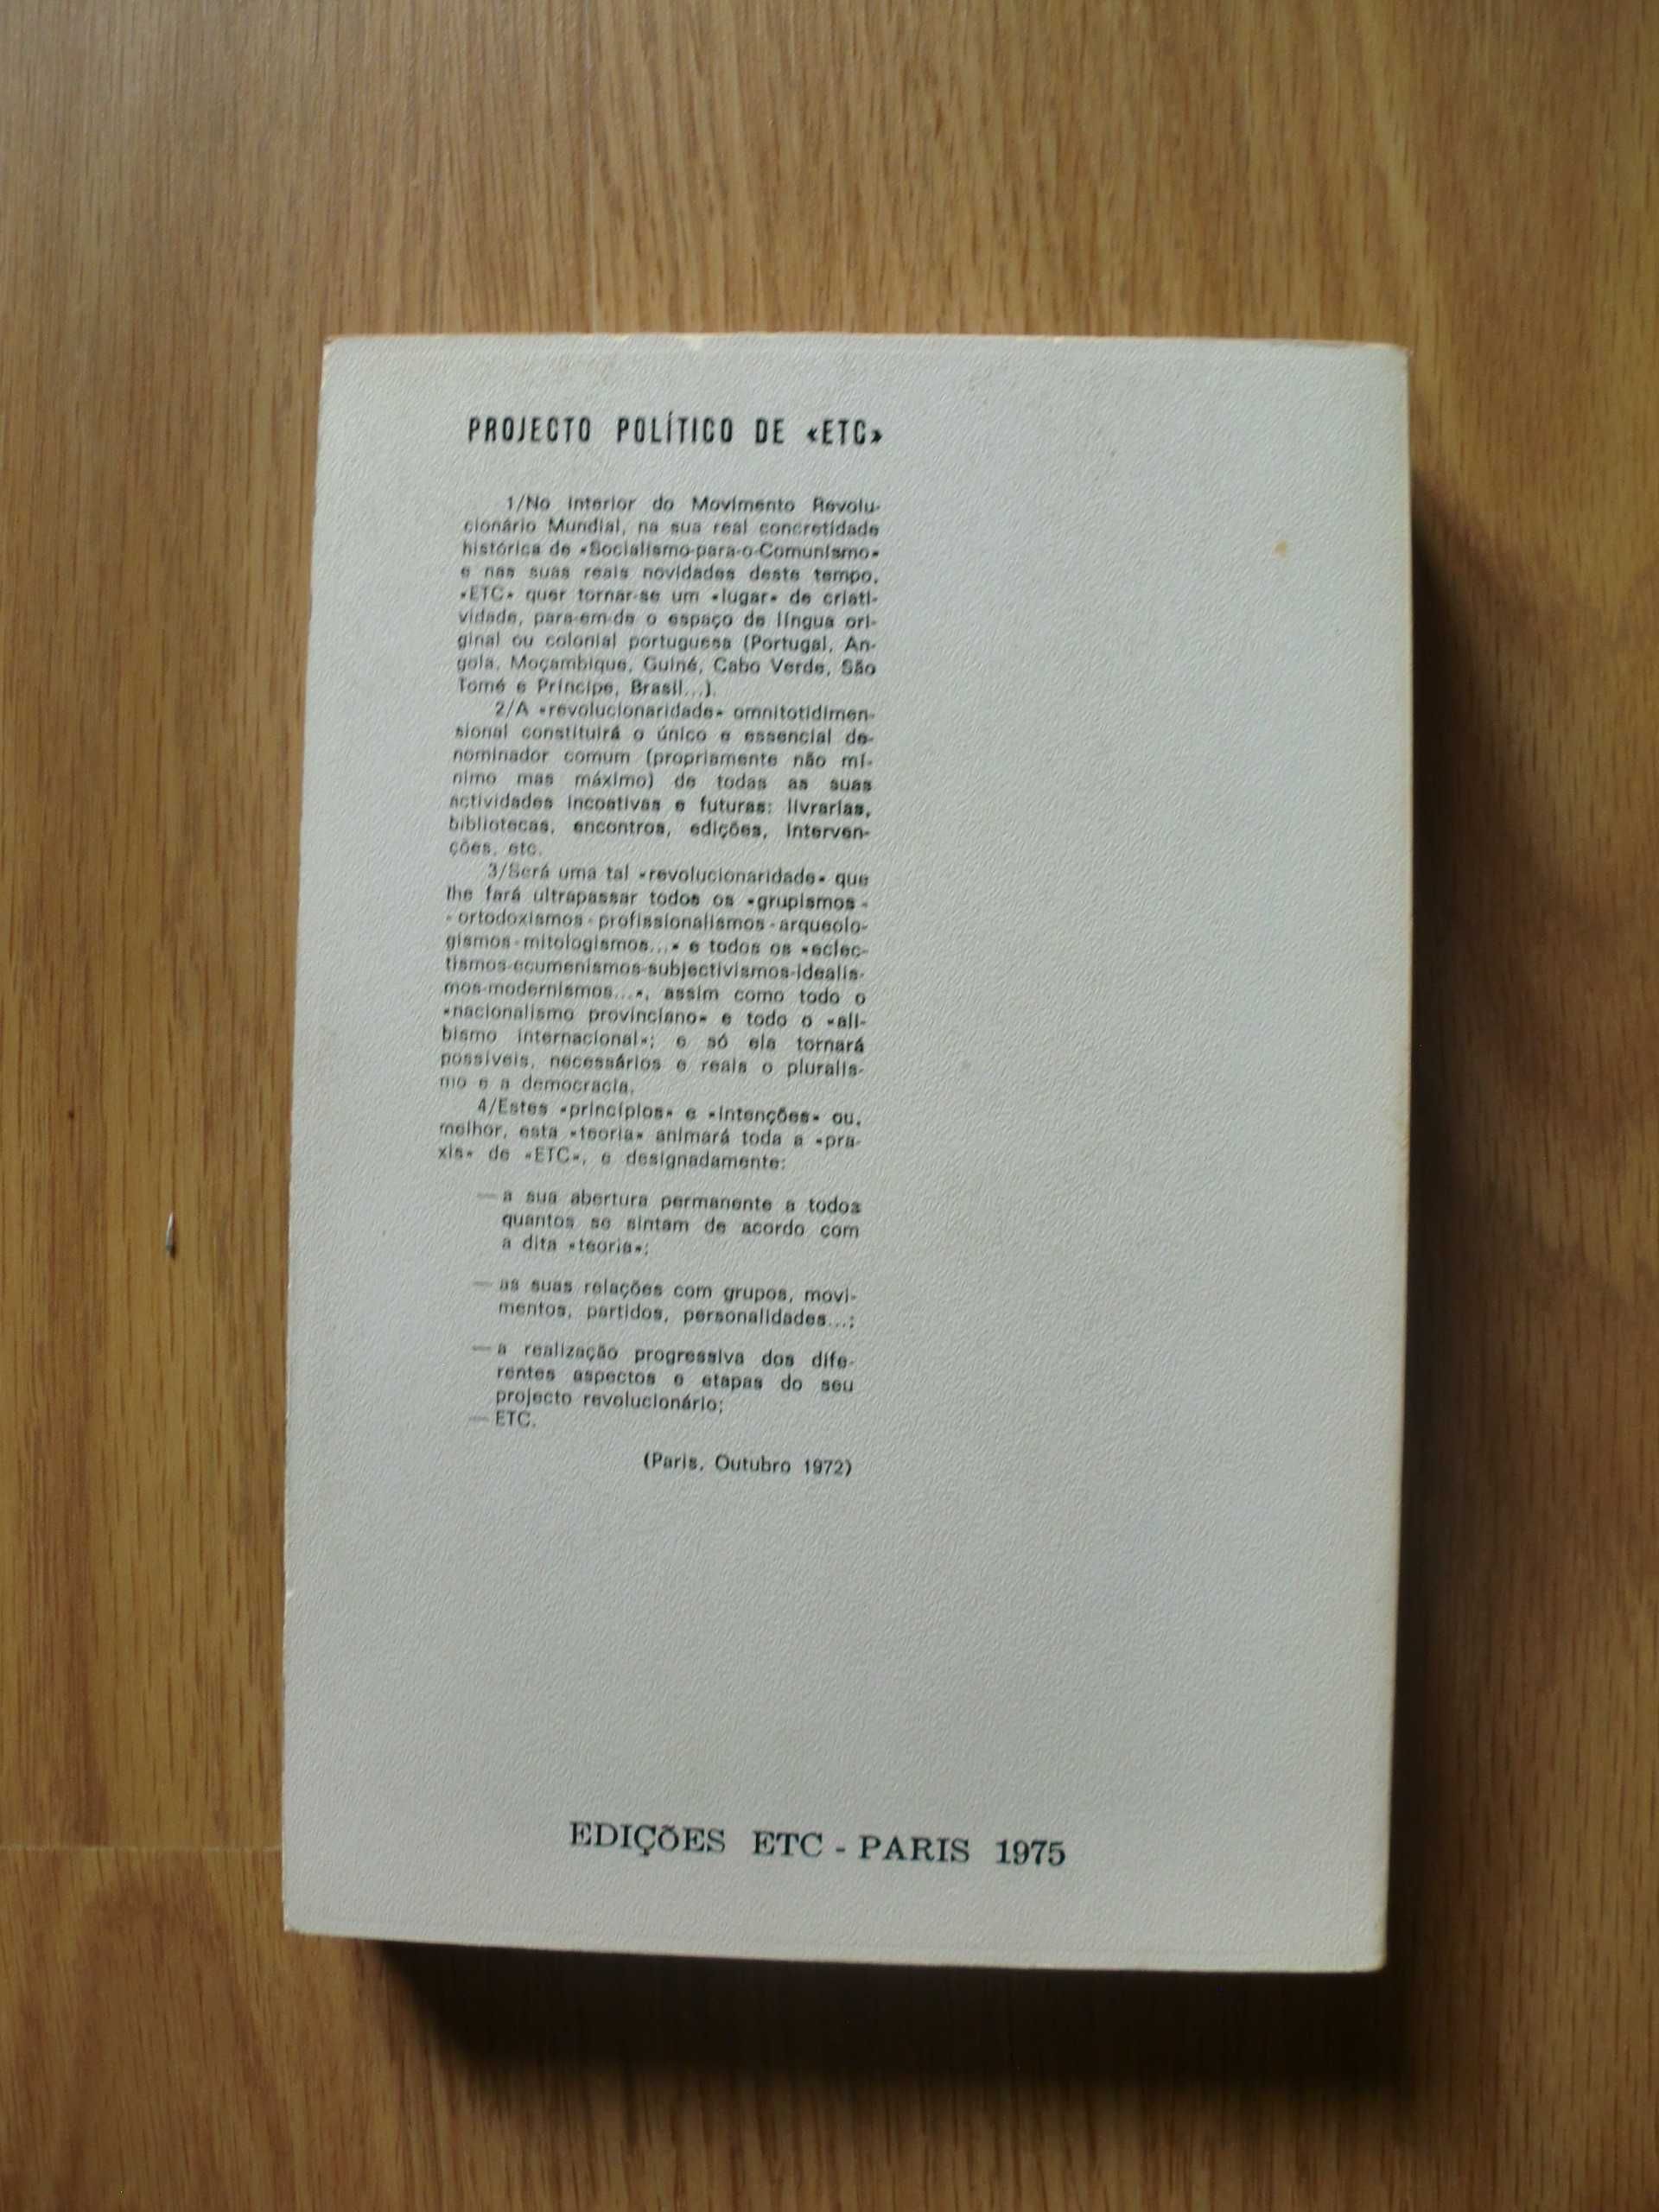 PROJECTO POLÍTICO DE «ETC»
1/No interior do Movimento Revolu-
cionário Mundial, na sua real concretidade
histórica de «Socialismo-para-o-Comunismo»
e nas suas reais novidades deste tempo,
«ETC» quer tornar-se um «lugar» de criati-
vidade, para-em-de o espaço de língua ori-
ginal ou colonial portuguesa (Portugal, An-
gola, Moçambique, Guiné, Cabo Verde, São
Tomé e Príncipe, Brasil...).
2/A «revolucionaridade» omnitotidimen-
sional constituirá o único e essencial de-
nominador comum (propriamente não mí-
nimo mas máximo) de todas as suas
actividades incoativas e futuras: livrarias,
bibliotecas, encontros, edições, interven-
ções, etc.
3/Será uma tal «revolucionaridade» que
lhe fará ultrapassar todos os «grupismos -
- ortodoxismos - profissionalismos - arqueolo-
gismos - mitologismos...» e todos os «eclec-
tismos-ecumenismos-subjectivismos-idealis-
mos-modernismos...», assim como todo o
«nacionalismo provinciano» e todo o «ali-
bismo internacional»; e só ela tornará
possíveis, necessários e reais o pluralis-
mo e a democracia.
4/Estes «princípios» e «intenções» ou,
melhor, esta «teoria» animará toda a «pra-
xis» de «ETC», e designadamente:
— a sua abertura permanente a todos
quantos se sintam de acordo com
a dita «teoria»;
— as suas relações com grupos, movi-
mentos, partidos, personalidades...;
— a realização progressiva dos dife-
rentes aspectos e etapas do seu
projecto revolucionário;
— ETC.
(Paris, Outubro 1972)
EDIÇÕES ETC - PARIS 1975